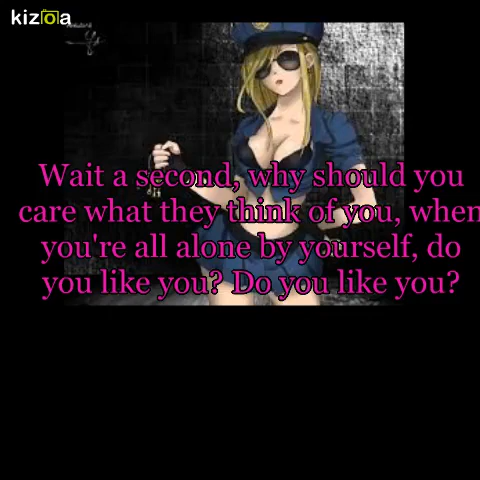 kizoa
Wait a second, why should you
care what they think of you, when
you're all alone by yourself, do
you like you? Do you like you?